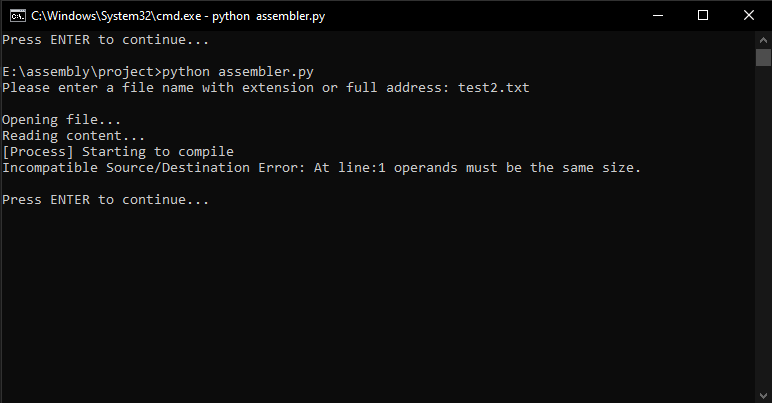 C:\Windows\System32\cmd.exe - python  assembler.py
Press ENTER to continue...
E:\assembly\project>python assembler.py
Please enter a file name with extension or full address: test2.txt
Opening file...
Reading content...
[Process] Starting to compile
Incompatible Source/Destination Error: At line:1 operands must be the same size.
Press ENTER to continue...